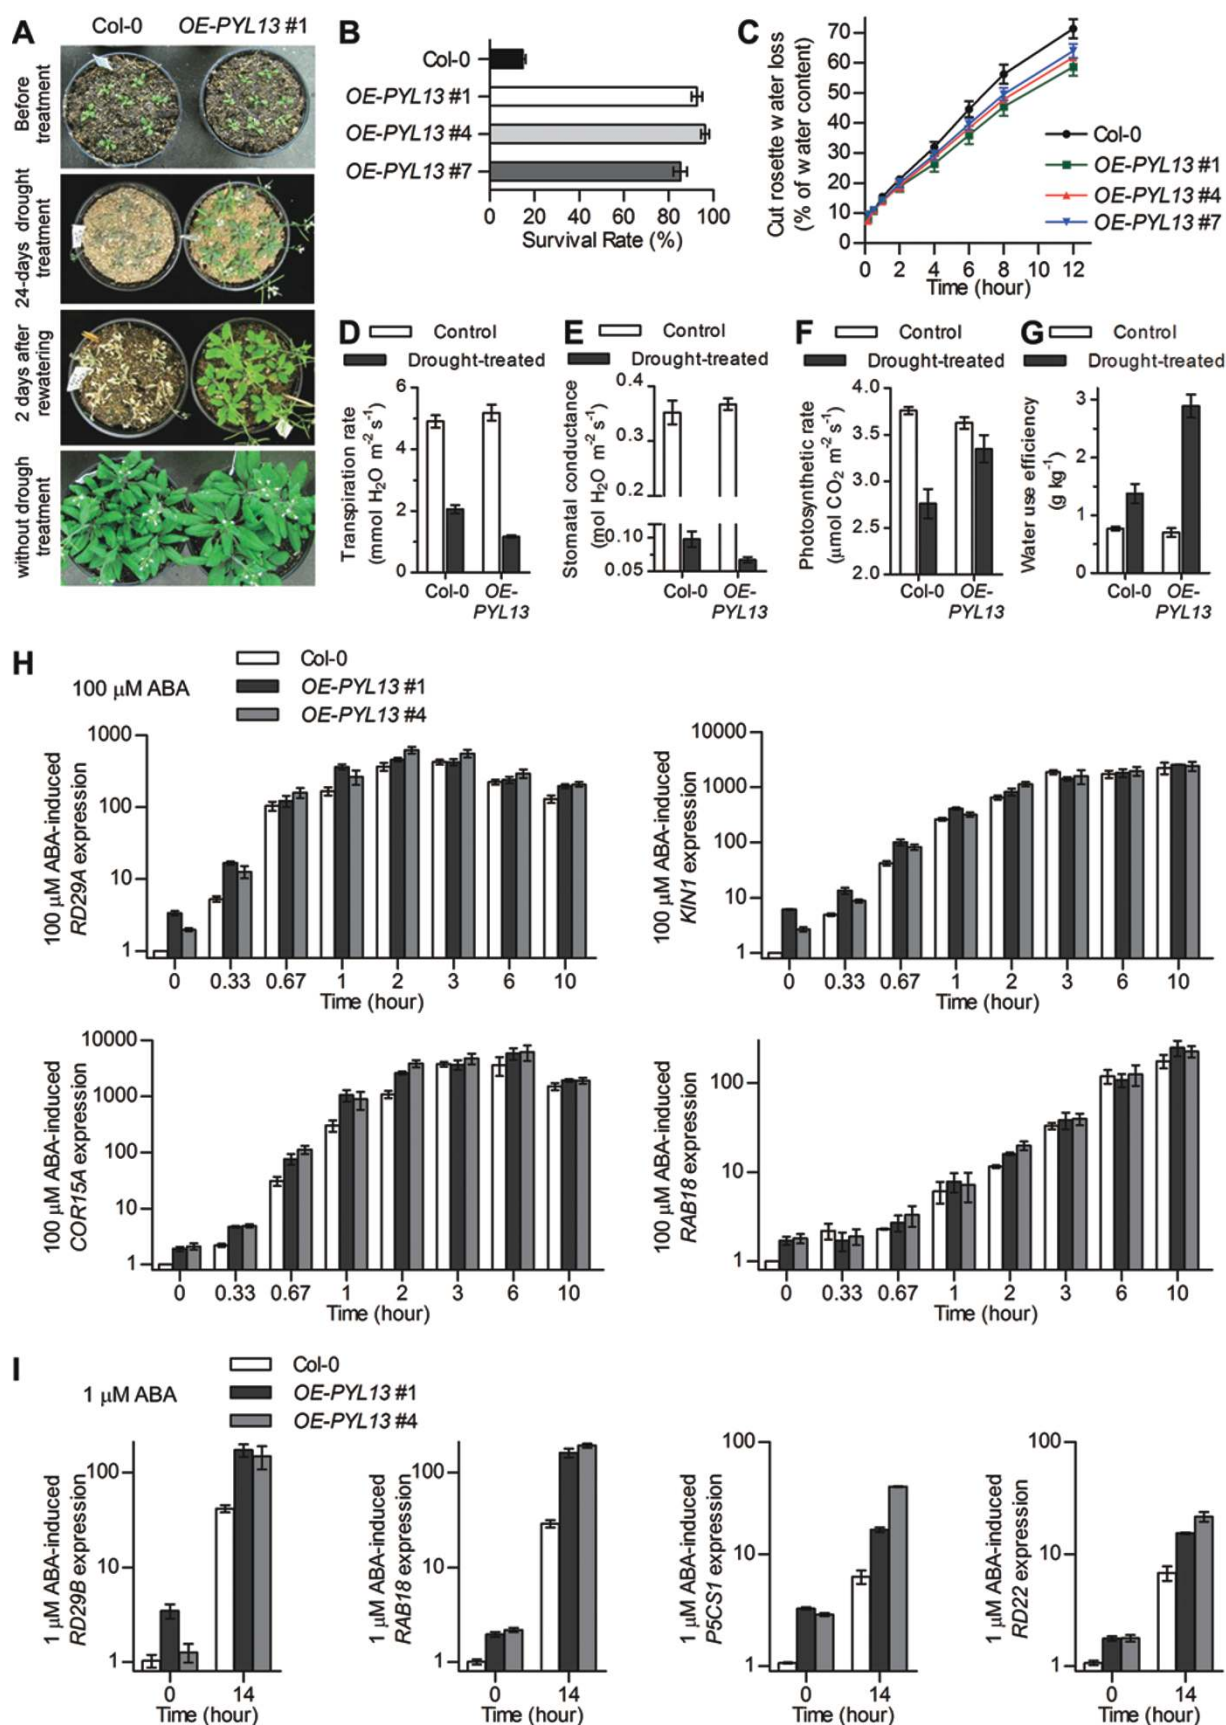 A
Col-0
OE-PYL13 #1
Before
treatment
24-days drought
treatment
2 days after
rewatering
without drough
treatment
B
Col-0
OE-PYL13 #1
OE-PYL13 #4
OE-PYL13 #7
0 20 40 60 80 100
Survival Rate (%)
C
Cut rosette water loss
(% of water content)
70
60
50
40
30
20
10
0
0 2 4 6 8 10 12
Time (hour)
Col-0
OE-PYL13 #1
OE-PYL13 #4
OE-PYL13 #7
D
Control
Drought-treated
Transpiration rate
(mmol H2O m-2 s-1)
6
4
2
0
Col-0
OE-
PYL13
E
Control
Drought-treated
Stomatal conductance
(mol H2O m-2 s-1)
0.4
0.3
0.2
0.10
0.05
Col-0
OE-
PYL13
F
Control
Drought-treated
Photosynthetic rate
(μmol CO2 m-2 s-1)
4.0
3.5
3.0
2.5
2.0
Col-0
OE-
PYL13
G
Control
Drought-treated
Water use efficiency
(g kg-1)
3
2
1
0
Col-0
OE-
PYL13
H
100 μM ABA
Col-0
OE-PYL13 #1
OE-PYL13 #4
100 μM ABA-induced
RD29A expression
1000
100
10
1
0 0.33 0.67 1 2 3 6 10
Time (hour)
100 μM ABA-induced
KIN1 expression
10000
1000
100
10
1
0 0.33 0.67 1 2 3 6 10
Time (hour)
100 μM ABA-induced
COR15A expression
10000
1000
100
10
1
0 0.33 0.67 1 2 3 6 10
Time (hour)
100 μM ABA-induced
RAB18 expression
100
10
1
0 0.33 0.67 1 2 3 6 10
Time (hour)
I
1 μM ABA
Col-0
OE-PYL13 #1
OE-PYL13 #4
1 μM ABA-induced
RD29B expression
100
10
1
0 14
Time (hour)
1 μM ABA-induced
RAB18 expression
100
10
1
0 14
Time (hour)
1 μM ABA-induced
P5CS1 expression
100
10
1
0 14
Time (hour)
1 μM ABA-induced
RD22 expression
100
10
1
0 14
Time (hour)